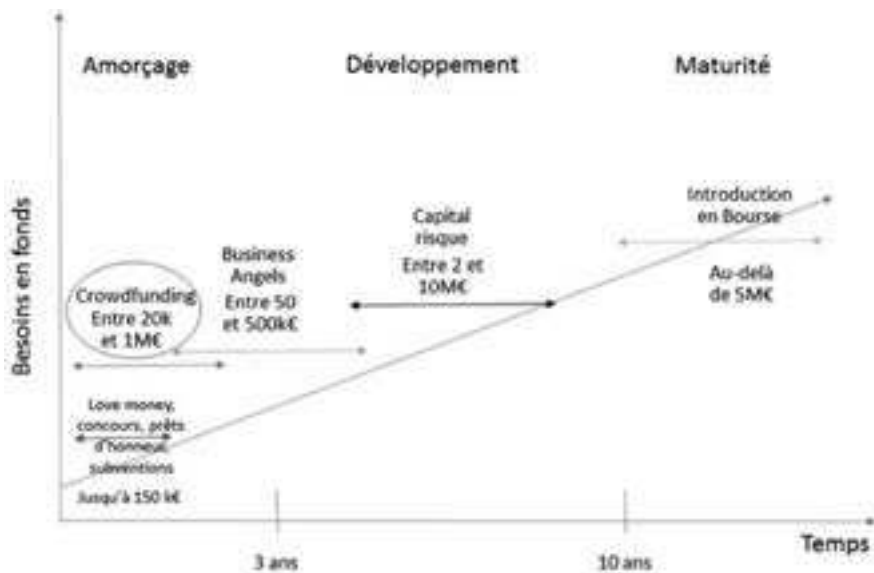 Amorçage
Développement
Maturité
Besoins en fonds
Crowdfunding
Entre 20k
et 1M€
Business
Angels
Entre 50
et 500k€
Capital
risque
Entre 2 et
10M€
Introduction
en Bourse
Au-delà
de 5M€
Love money,
concours, prêts
d'honneur,
subventions
Jusqu'à 150 k€
3 ans
10 ans
Temps